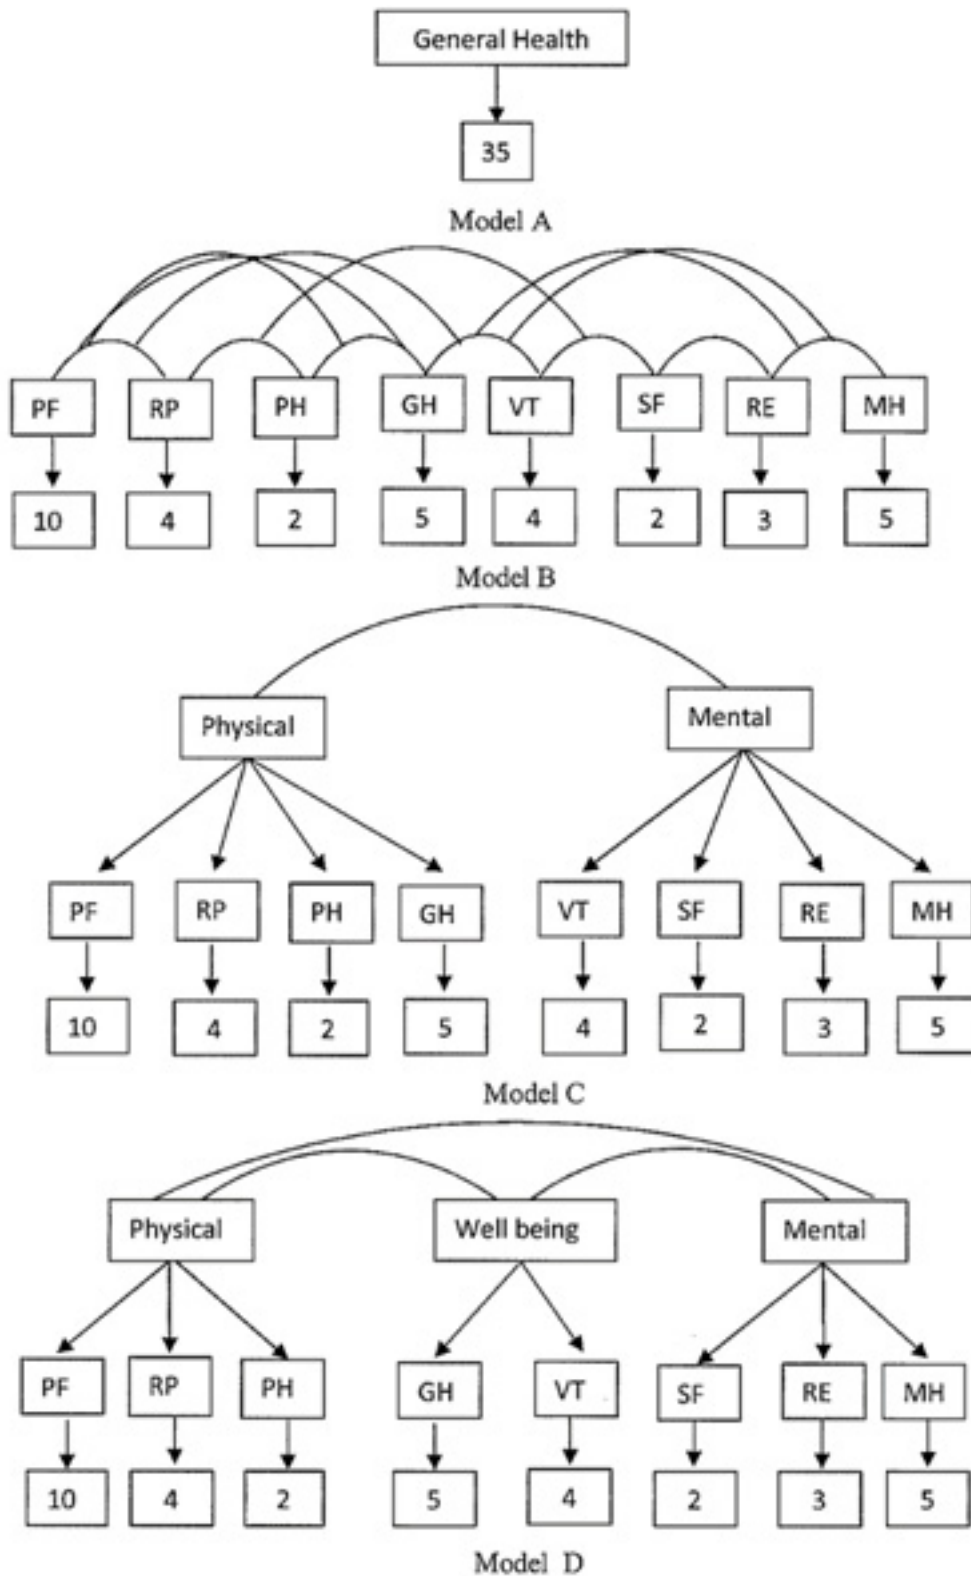 General Health
35
Model A
PF RP PH GH VT SF RE MH
10 4 2 5 4 2 3 5
Model B
Physical Mental
PF RP PH GH VT SF RE MH
10 4 2 5 4 2 3 5
Model C
Physical Well being Mental
PF RP PH GH VT SF RE MH
10 4 2 5 4 2 3 5
Model D